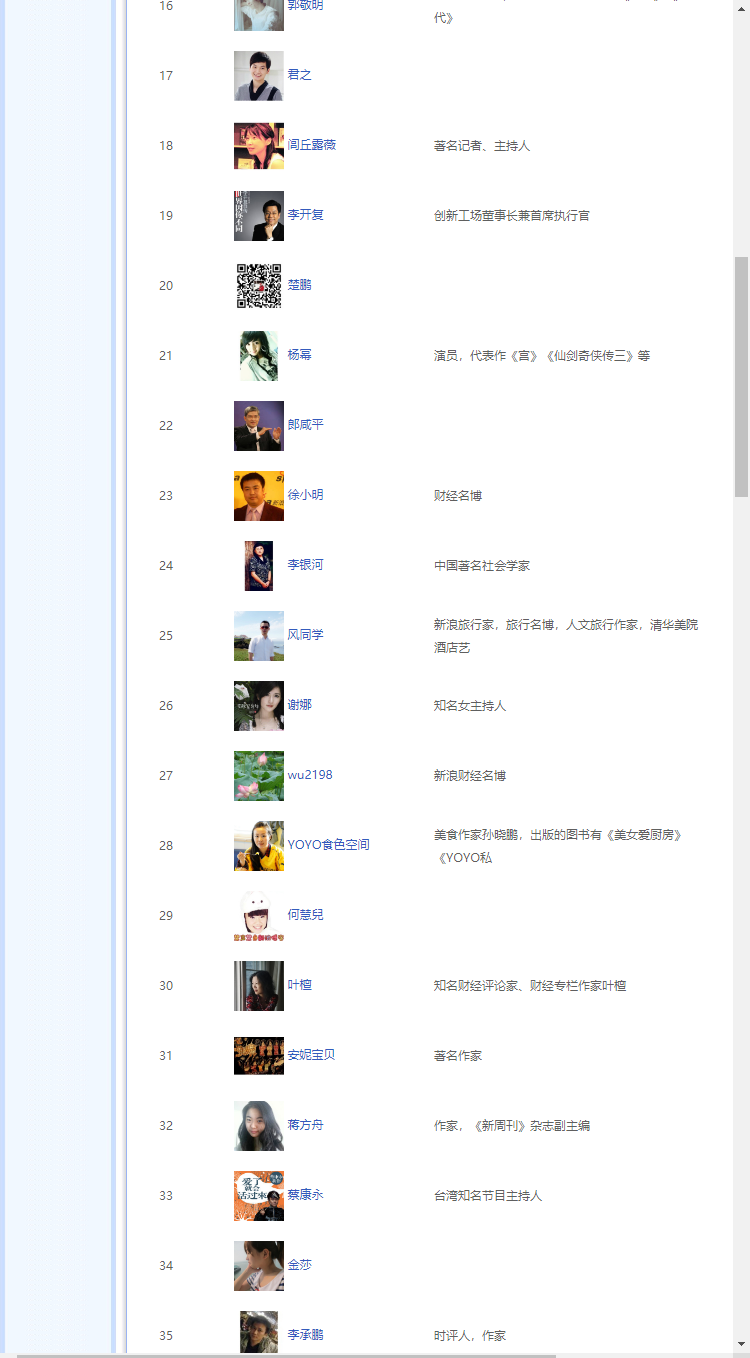 16 郭敬明
代》
17 君之
18 闾丘露薇 著名记者、主持人
19 李开复 创新工场董事长兼首席执行官
20 楚鹏
21 杨幂 演员，代表作《宫》《仙剑奇侠传三》等
22 郎咸平
23 徐小明 财经名博
24 李银河 中国著名社会学家
25 风同学 新浪旅行家，旅行名博，人文旅行作家，清华美院
酒店艺
26 谢娜 知名女主持人
27 wu2198 新浪财经名博
28 YOYO食色空间 美食作家孙晓鹏，出版的图书有《美女爱厨房》
《YOYO私
29 何慧兒
30 叶檀 知名财经评论家、财经专栏作家叶檀
31 安妮宝贝 著名作家
32 蒋方舟 作家，《新周刊》杂志副主编
爱了
就会
活过来
33 蔡康永 台湾知名节目主持人
34 金莎
35 李承鹏 时评人，作家